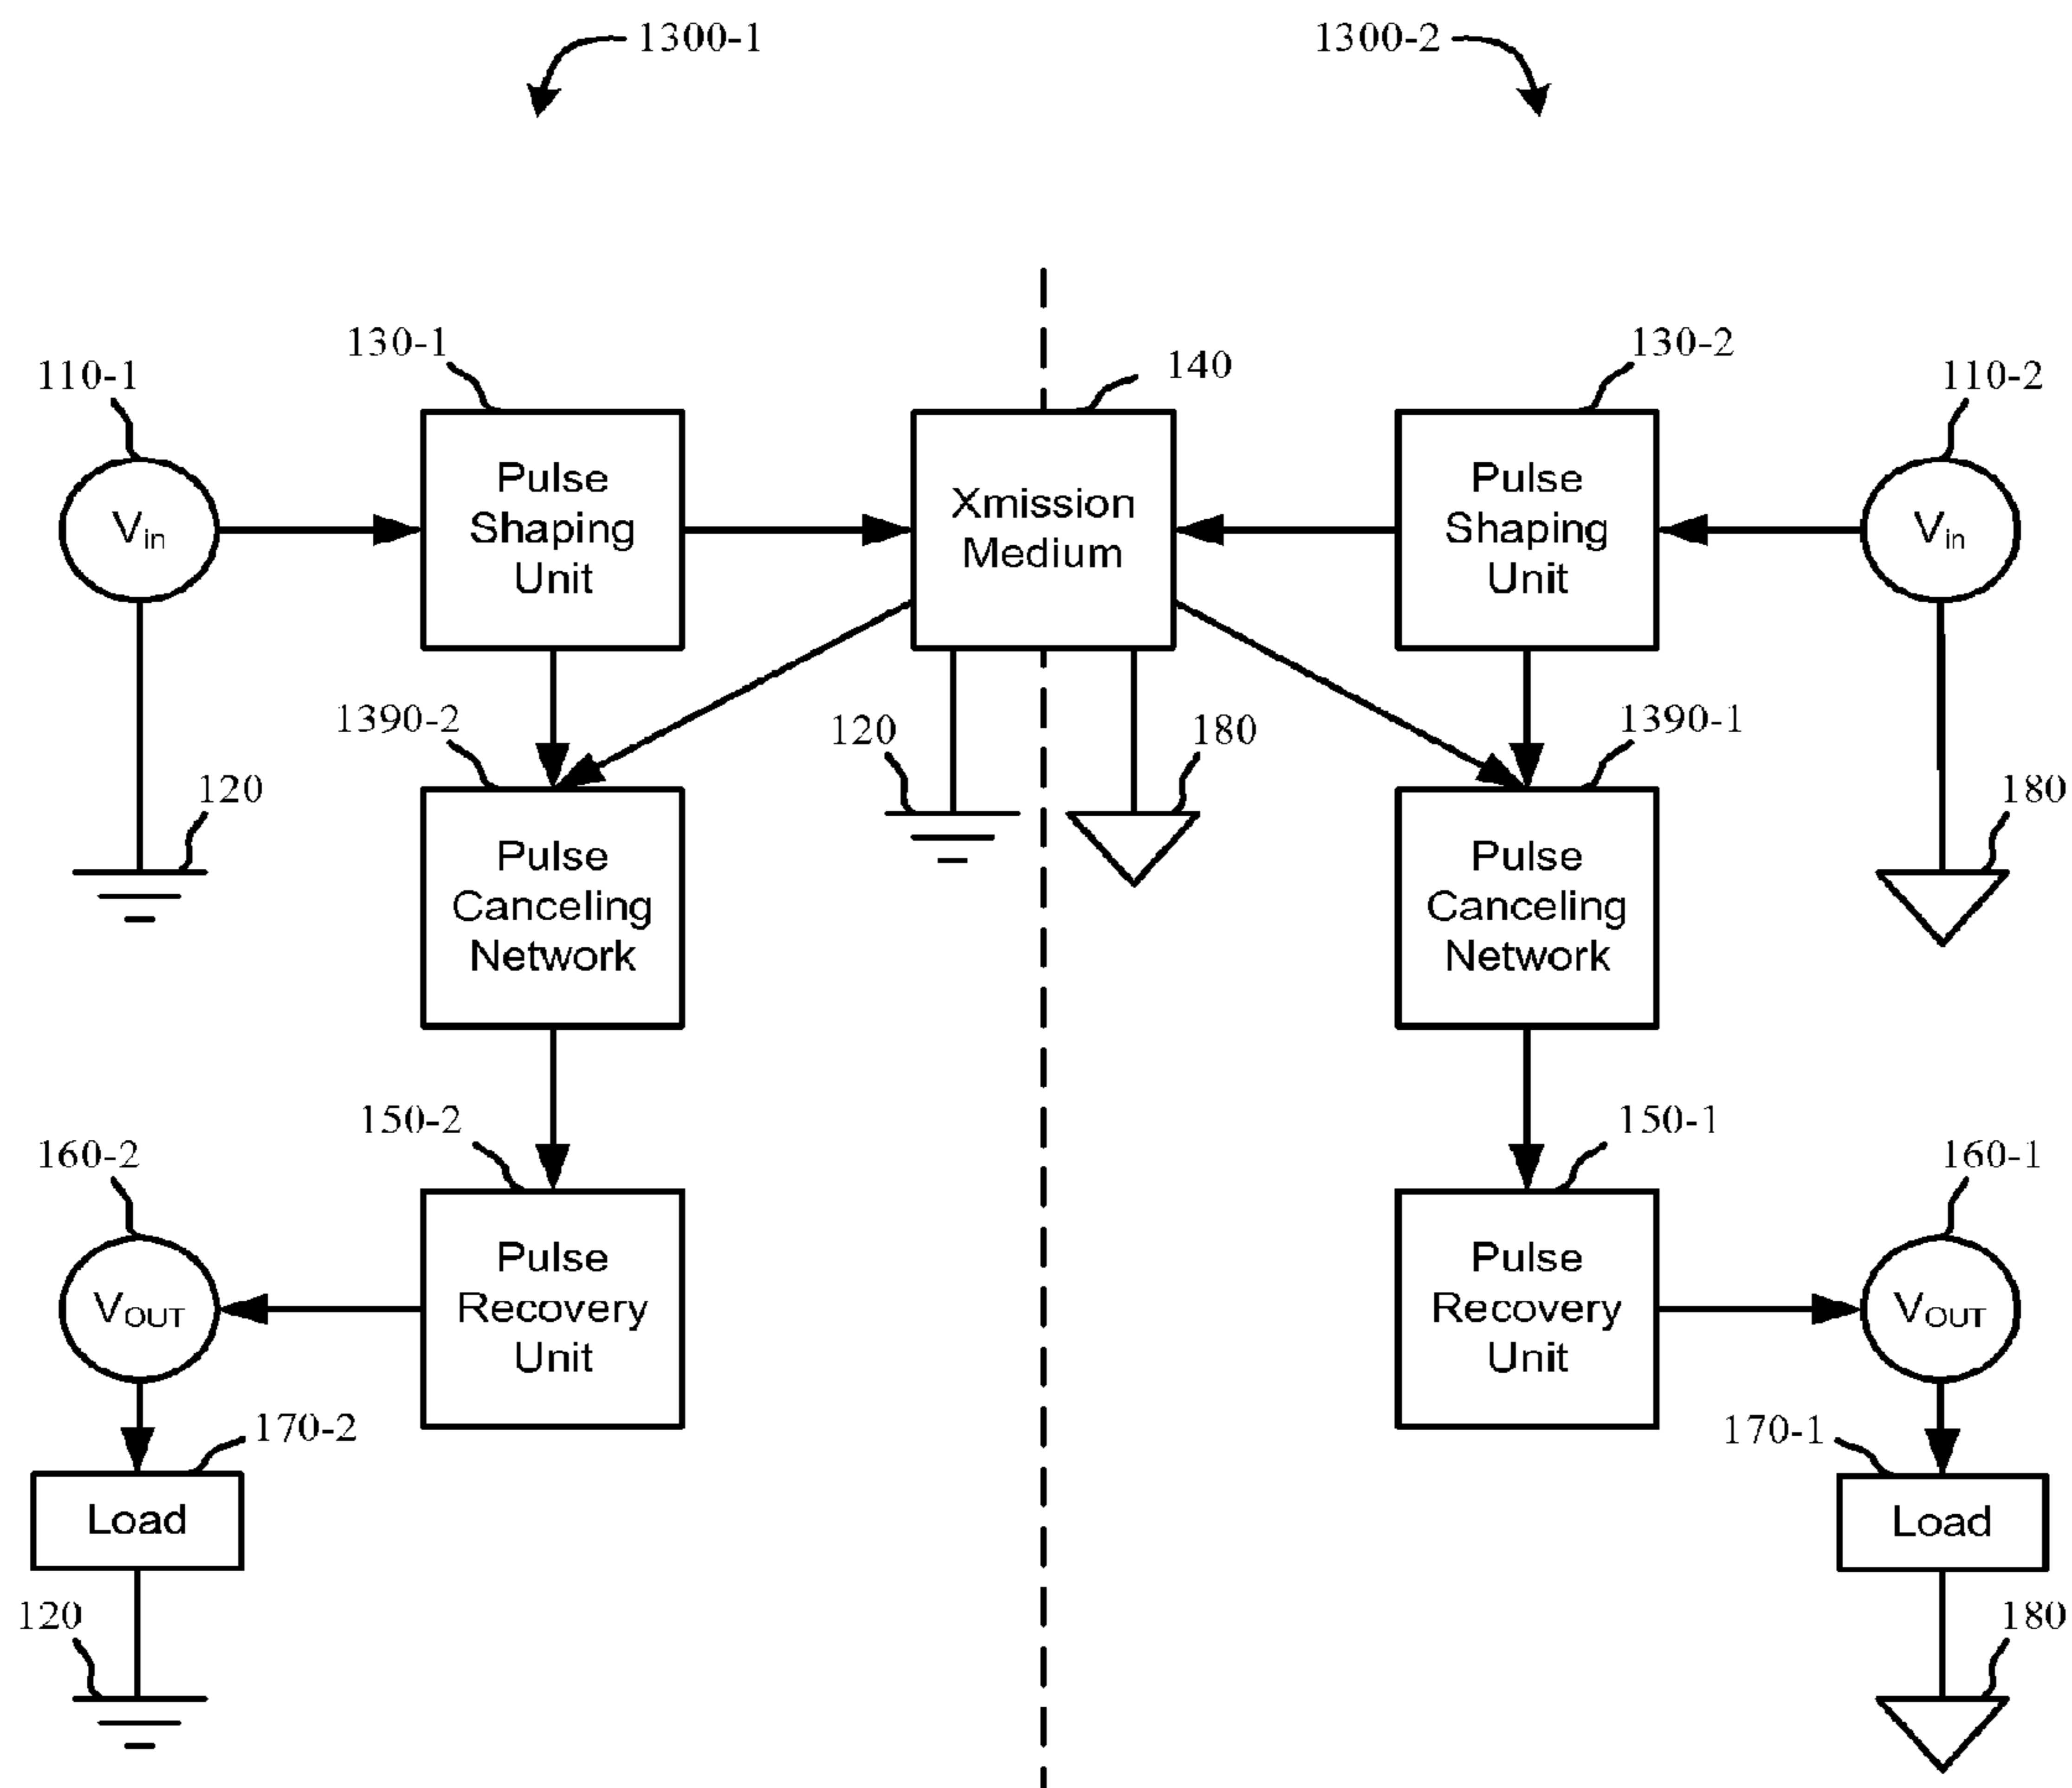 1300-1
1300-2
130-1
130-2
140
110-1
110-2
Pulse
Shaping
Unit
Xmission
Medium
Pulse
Shaping
Unit
Vin
Vin
1390-2
120
180
1390-1
120
180
Pulse
Canceling
Network
Pulse
Canceling
Network
150-2
150-1
160-2
160-1
Pulse
Recovery
Unit
Pulse
Recovery
Unit
VOUT
VOUT
170-2
170-1
Load
Load
120
180